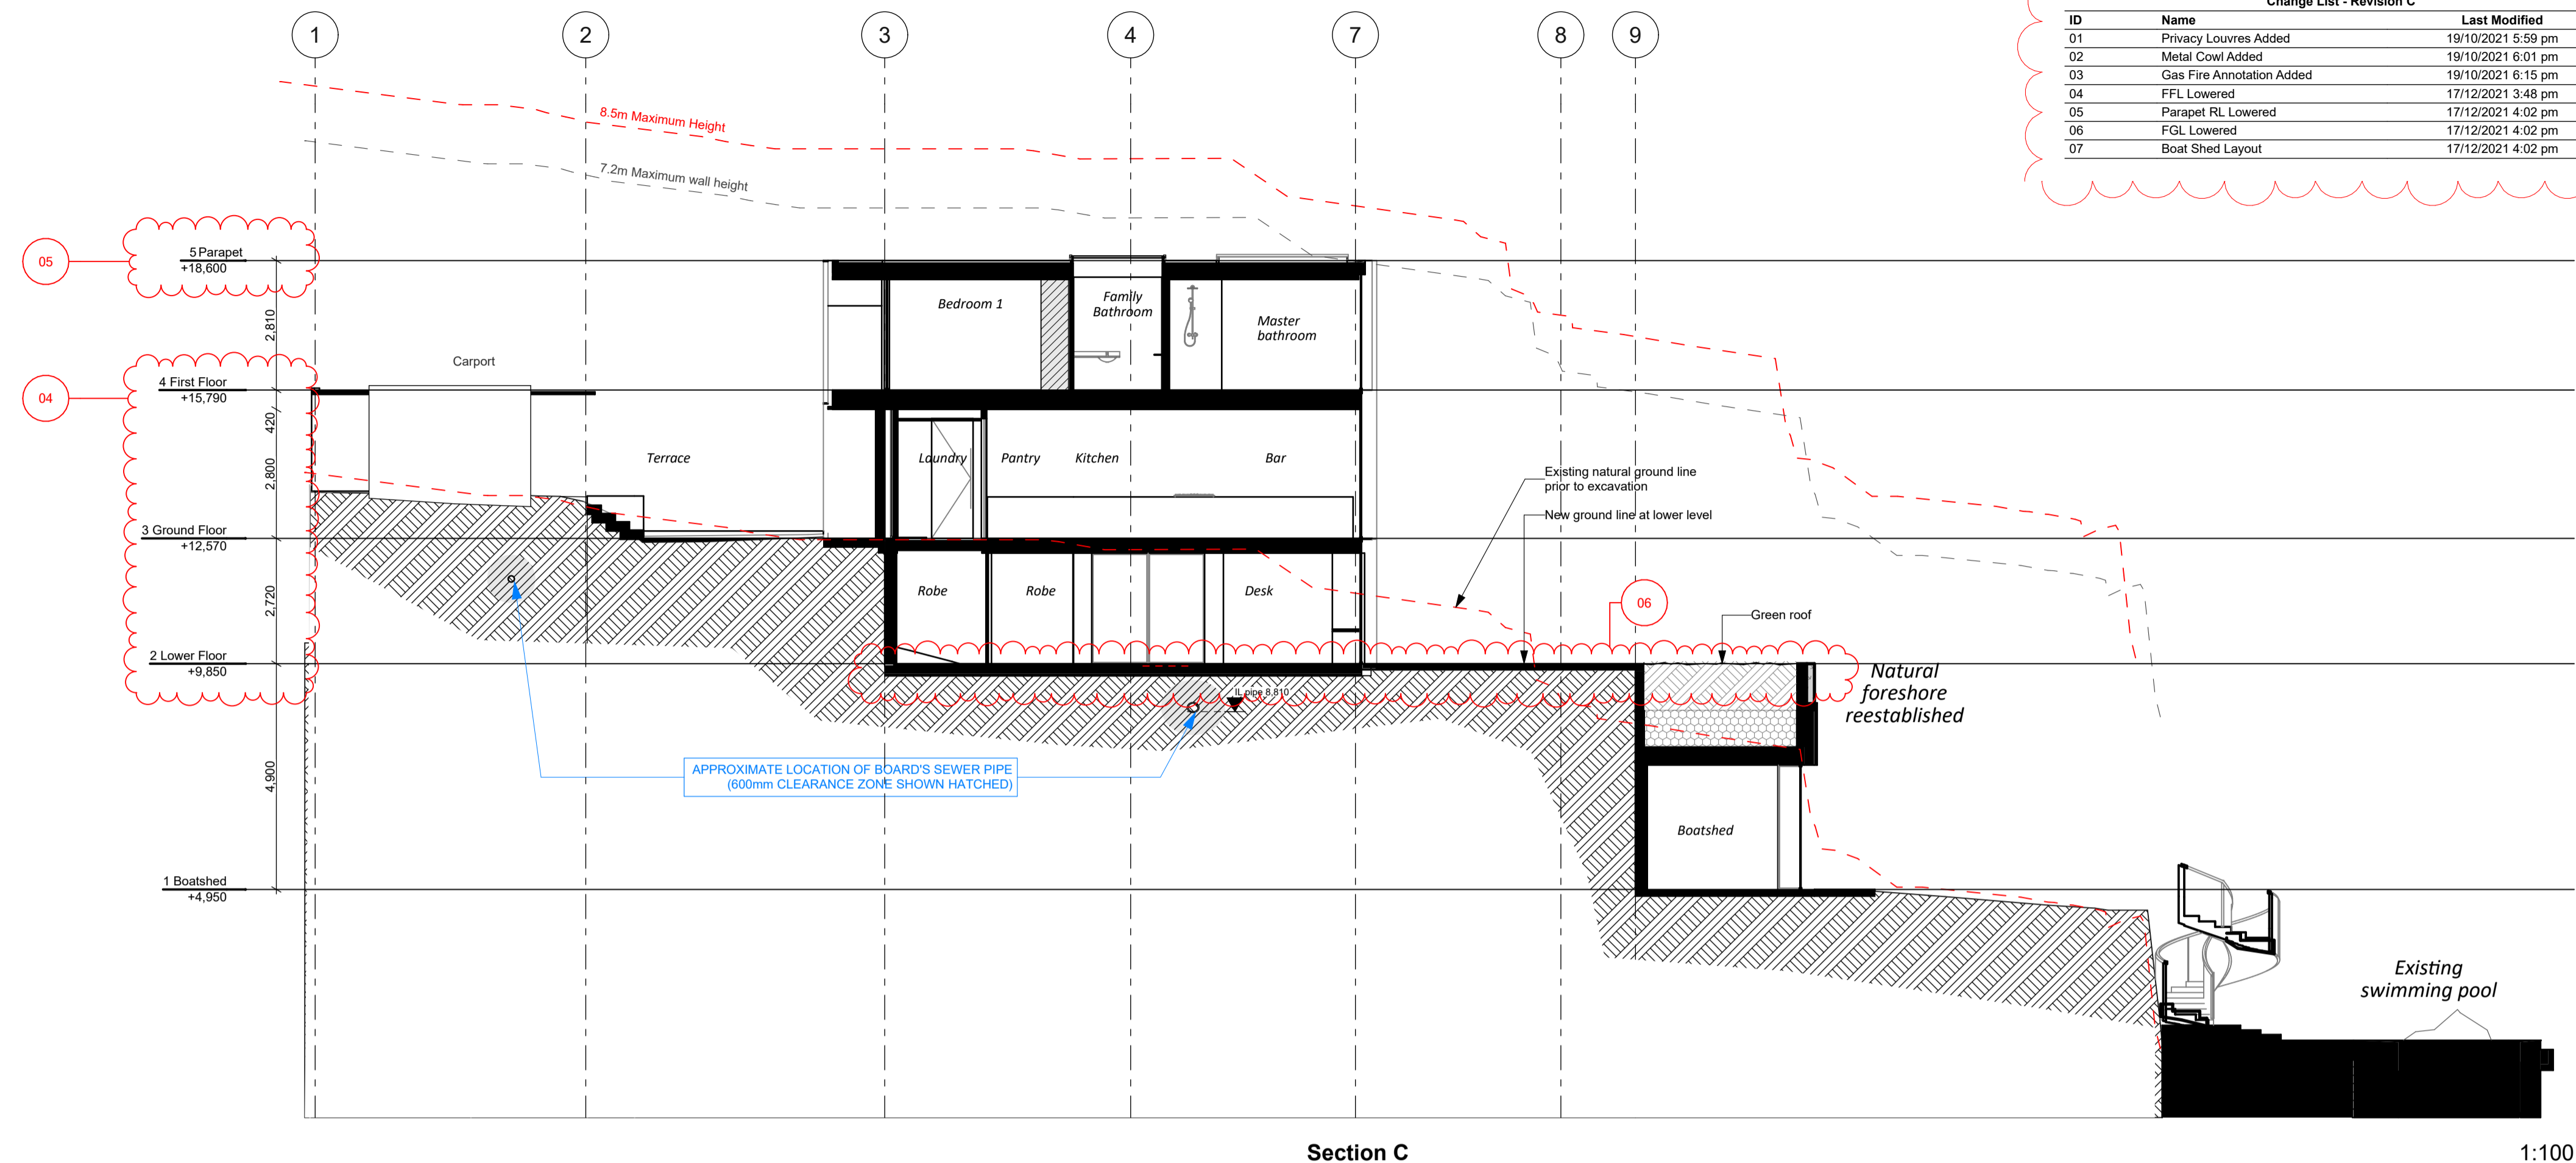 Change List - Revision C
ID Name Last Modified
01 Privacy Louvres Added 19/10/2021 5:59 pm
02 Metal Cowl Added 19/10/2021 6:01 pm
03 Gas Fire Annotation Added 19/10/2021 6:15 pm
04 FFL Lowered 17/12/2021 3:48 pm
05 Parapet RL Lowered 17/12/2021 4:02 pm
06 FGL Lowered 17/12/2021 4:02 pm
07 Boat Shed Layout 17/12/2021 4:02 pm
1 2 3 4 7 8 9
8.5m Maximum Height
7.2m Maximum wall height
05
5 Parapet
+18,600
2,810
Bedroom 1
Family
Bathroom
Master
bathroom
Carport
04
4 First Floor
+15,790
420
2,800
Terrace
Laundry
Pantry
Kitchen
Bar
Existing natural ground line
prior to excavation
New ground line at lower level
3 Ground Floor
+12,570
2,720
Robe
Robe
Desk
06
Green roof
2 Lower Floor
+9,850
IL pipe 8.810
Natural
foreshore
reestablished
4,900
APPROXIMATE LOCATION OF BOARD'S SEWER PIPE
(600mm CLEARANCE ZONE SHOWN HATCHED)
Boatshed
1 Boatshed
+4,950
Existing
swimming pool
Section C
1:100